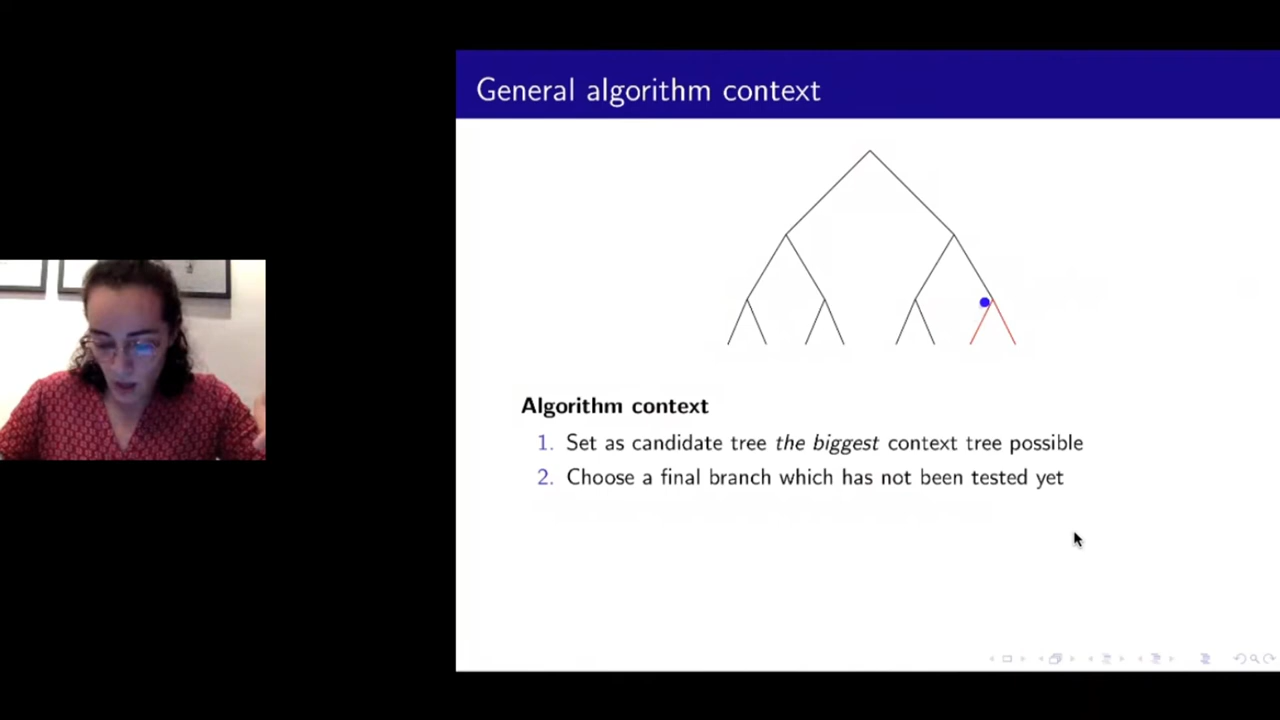 General algorithm context
Algorithm context
1. Set as candidate tree the biggest context tree possible
2. Choose a final branch which has not been tested yet